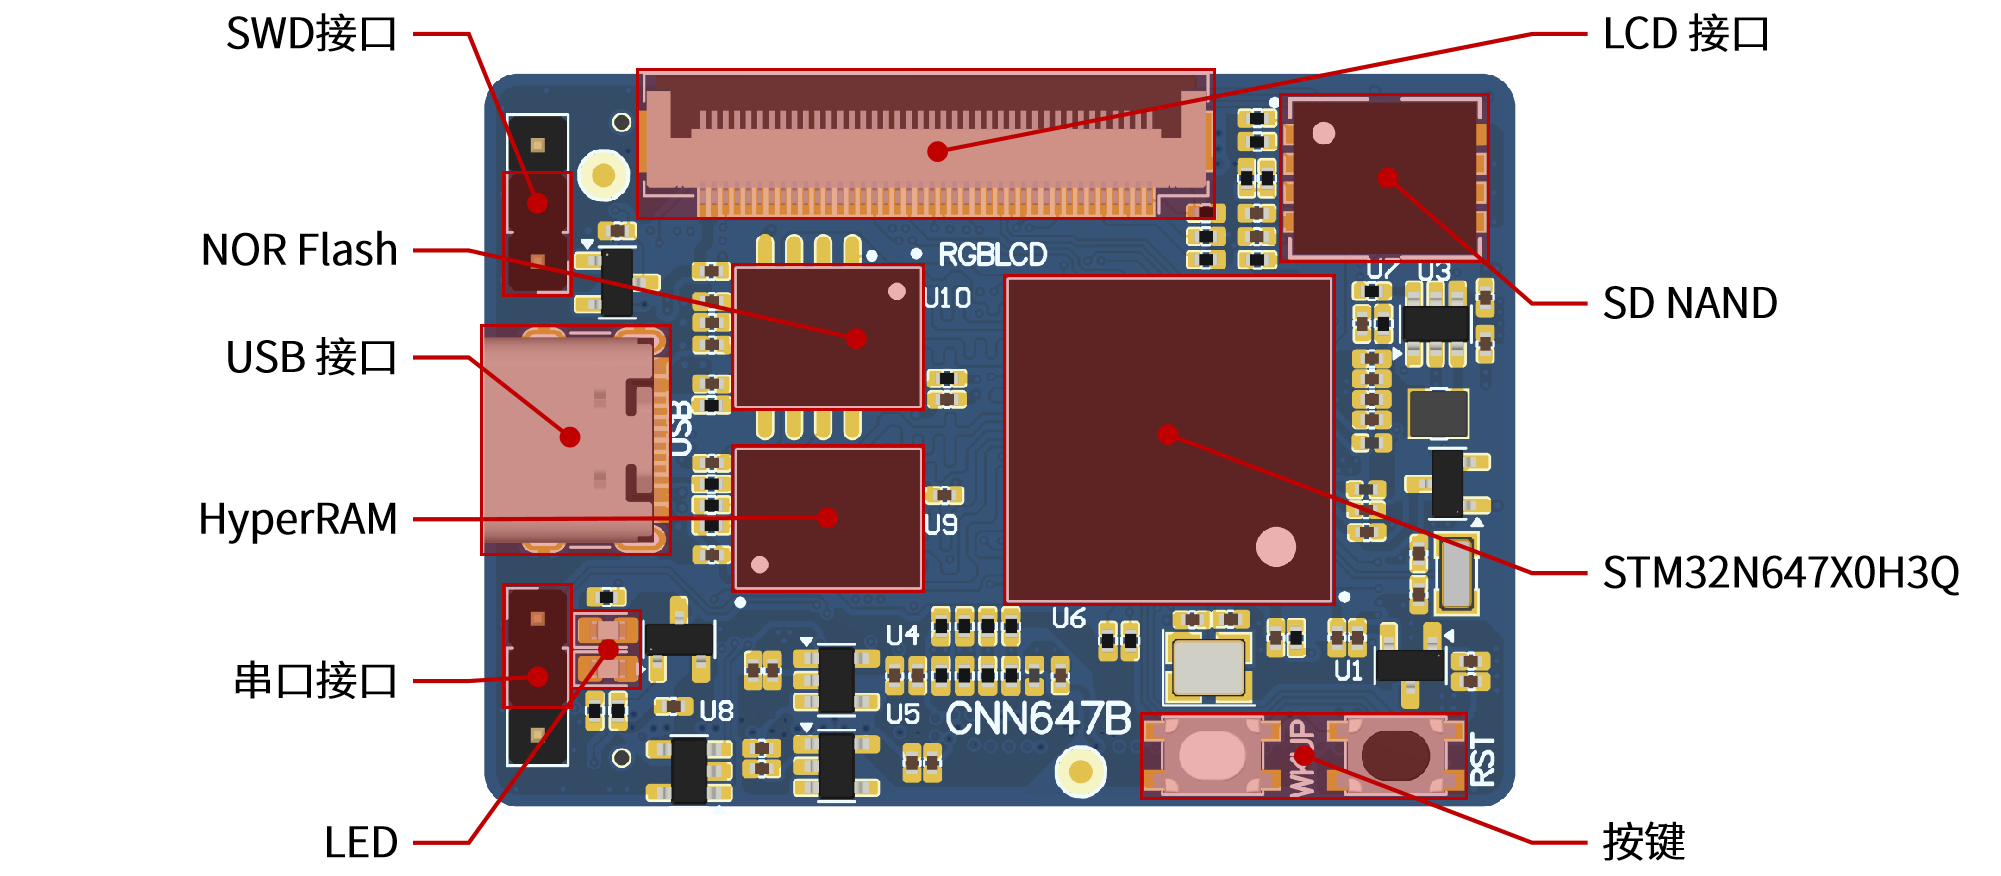 SWD接口
LCD 接口
NOR Flash
RGBLCD
U10
U7
U3
SD NAND
USB 接口
USB
HyperRAM
U9
STM32N647X0H3Q
U4
U6
U1
串口接口
U8
U5
CNN647B
WKUP
RST
LED
按键